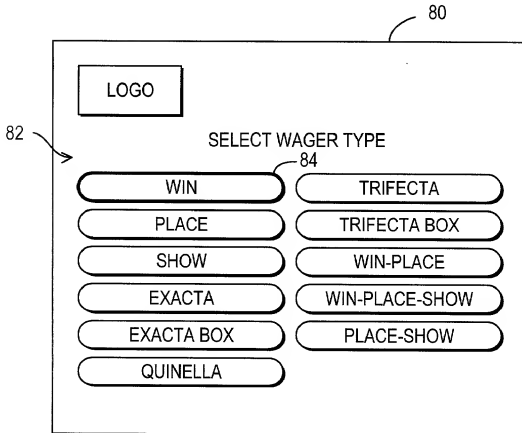 80
LOGO
82
SELECT WAGER TYPE
84
WIN
PLACE
SHOW
EXACTA
EXACTA BOX
QUINELLA
TRIFECTA
TRIFECTA BOX
WIN-PLACE
WIN-PLACE-SHOW
PLACE-SHOW